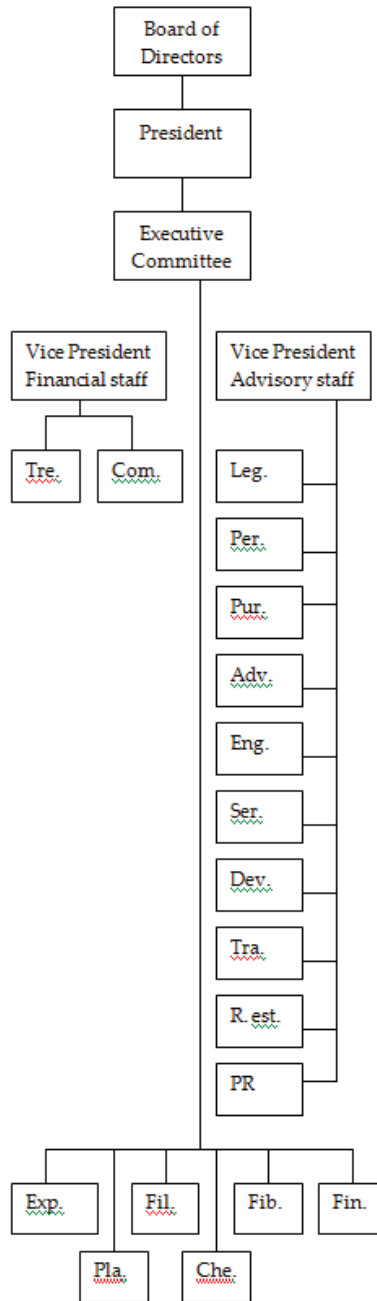 Board of
Directors
President
Executive
Committee
Vice President
Financial staff
Vice President
Advisory staff
Tre.
Com.
Leg.
Per.
Pur.
Adv.
Eng.
Ser.
Dev.
Tra.
R. est.
PR
Exp.
Fil.
Fib.
Fin.
Pla.
Che.